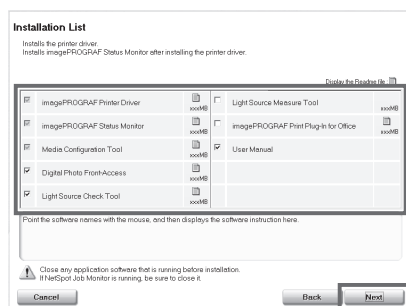 Installation List
Installs the printer driver.
Installs imagePROGRAF Status Monitor after installing the printer driver.
Display the Readme file :
imagePROGRAF Printer Driver
xxxMB
Light Source Measure Tool
xxxMB
imagePROGRAF Status Monitor
xxxMB
imagePROGRAF Print Plug-In for Office
xxxMB
Media Configuration Tool
xxxMB
User Manual
Digital Photo Front-Access
xxxMB
Light Source Check Tool
xxxMB
Point the software names with the mouse, and then displays the software instruction here.
Close any application software that is running before installation.
If NetSpot Job Monitor is running, be sure to close it.
Cancel
Back
Next